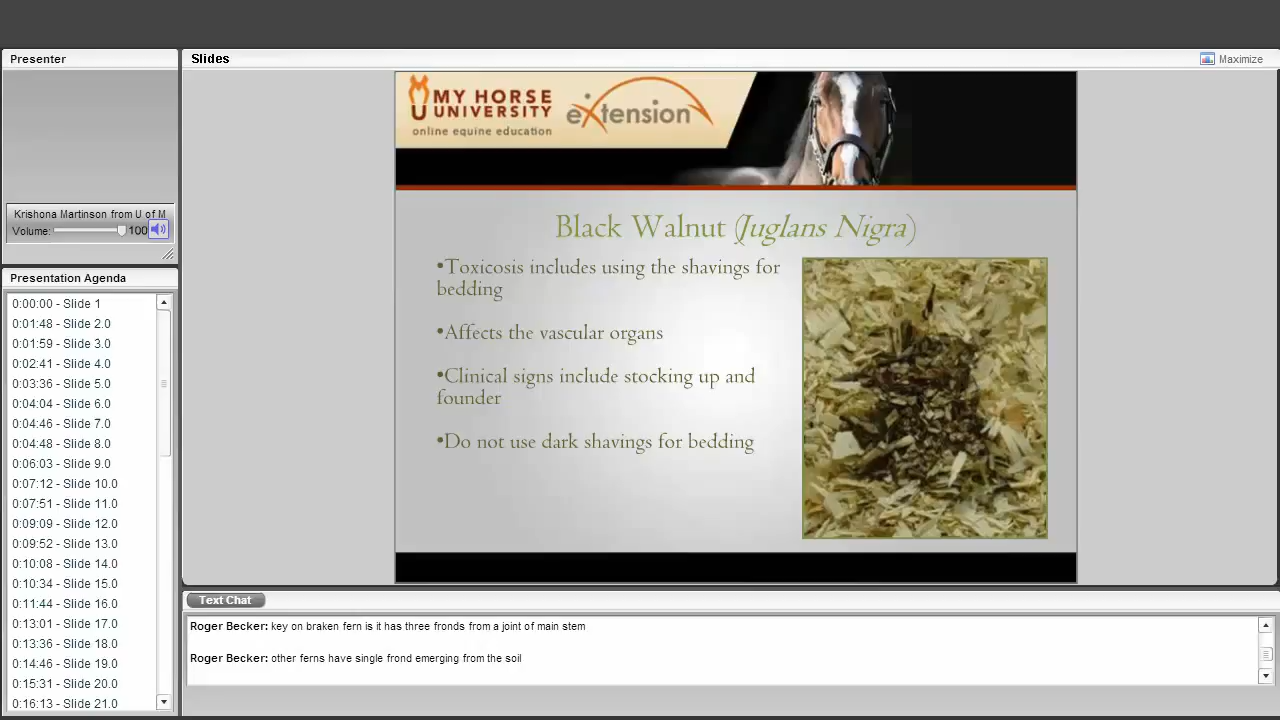 Presenter
Slides
Maximize
MY HORSE
UNIVERSITY
online equine education
eXtension
Krishona Martinson from U of M
Volume: 100
Presentation Agenda
0:00:00 - Slide 1
0:01:48 - Slide 2.0
0:01:59 - Slide 3.0
0:02:41 - Slide 4.0
0:03:36 - Slide 5.0
0:04:04 - Slide 6.0
0:04:46 - Slide 7.0
0:04:48 - Slide 8.0
0:06:03 - Slide 9.0
0:07:12 - Slide 10.0
0:07:51 - Slide 11.0
0:09:09 - Slide 12.0
0:09:52 - Slide 13.0
0:10:08 - Slide 14.0
0:10:34 - Slide 15.0
0:11:44 - Slide 16.0
0:13:01 - Slide 17.0
0:13:36 - Slide 18.0
0:14:46 - Slide 19.0
0:15:31 - Slide 20.0
0:16:13 - Slide 21.0
Black Walnut (Juglans Nigra)
•Toxicosis includes using the shavings for
bedding
•Affects the vascular organs
•Clinical signs include stocking up and
founder
•Do not use dark shavings for bedding
Text Chat
Roger Becker: key on braken fern is it has three fronds from a joint of main stem
Roger Becker: other ferns have single frond emerging from the soil